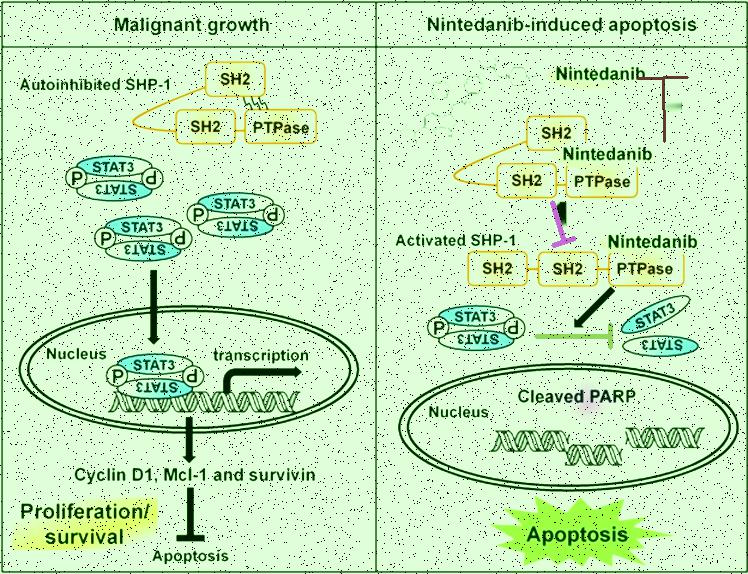 Malignant growth
Autoinhibited SHP-1
SH2
SH2
PTPase
P
STAT3
STAT3
P
P
STAT3
STAT3
P
P
STAT3
STAT3
P
Nucleus
P
STAT3
STAT3
P
transcription
Cyclin D1, Mcl-1 and survivin
Proliferation/
survival
Apoptosis
Nintedanib-induced apoptosis
Nintedanib
SH2
Nintedanib
SH2
PTPase
Activated SHP-1
Nintedanib
SH2
SH2
PTPase
P
STAT3
STAT3
P
STAT3
STAT3
Cleaved PARP
Nucleus
Apoptosis